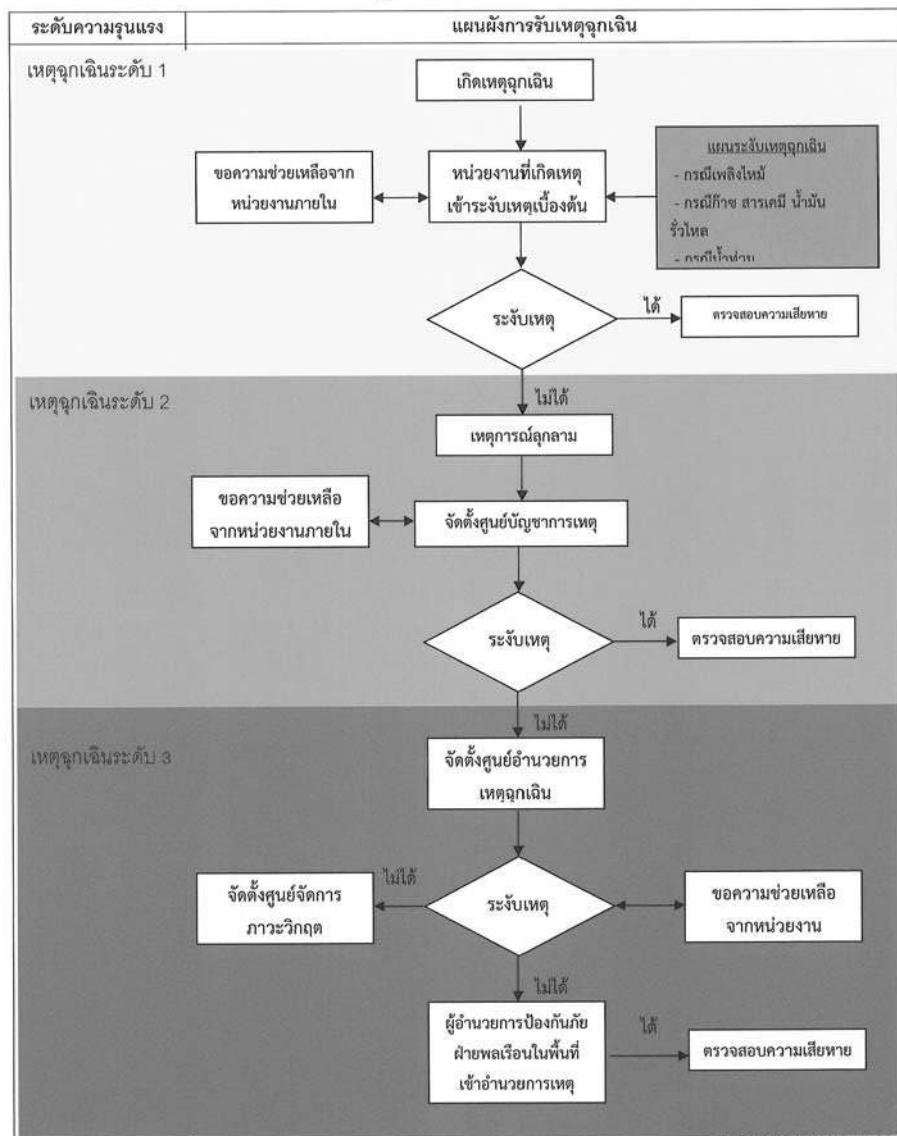 ระดับความรุนแรง
แผนผังการรับเหตุฉุกเฉิน
เหตุฉุกเฉินระดับ 1
เกิดเหตุฉุกเฉิน
ขอความช่วยเหลือจาก
หน่วยงานภายใน
หน่วยงานที่เกิดเหตุ
เข้าระงับเหตุเบื้องต้น
แผนระงับเหตุฉุกเฉิน
- กรณีเพลิงไหม้
- กรณีก๊าซ สารเคมี น้ำมัน
รั่วไหล
- กรณีน้ำท่วม
ระงับเหตุ
ได้
ตรวจสอบความเสียหาย
ไม่ได้
เหตุฉุกเฉินระดับ 2
เหตุการณ์ลุกลาม
ขอความช่วยเหลือ
จากหน่วยงานภายใน
จัดตั้งศูนย์บัญชาการเหตุ
ระงับเหตุ
ได้
ตรวจสอบความเสียหาย
ไม่ได้
เหตุฉุกเฉินระดับ 3
จัดตั้งศูนย์อำนวยการ
เหตุฉุกเฉิน
ไม่ได้
จัดตั้งศูนย์จัดการ
ภาวะวิกฤต
ระงับเหตุ
ขอความช่วยเหลือ
จากหน่วยงาน
ไม่ได้
ผู้อำนวยการป้องกันภัย
ฝ่ายพลเรือนในพื้นที่
เข้าอำนวยการเหตุ
ได้
ตรวจสอบความเสียหาย